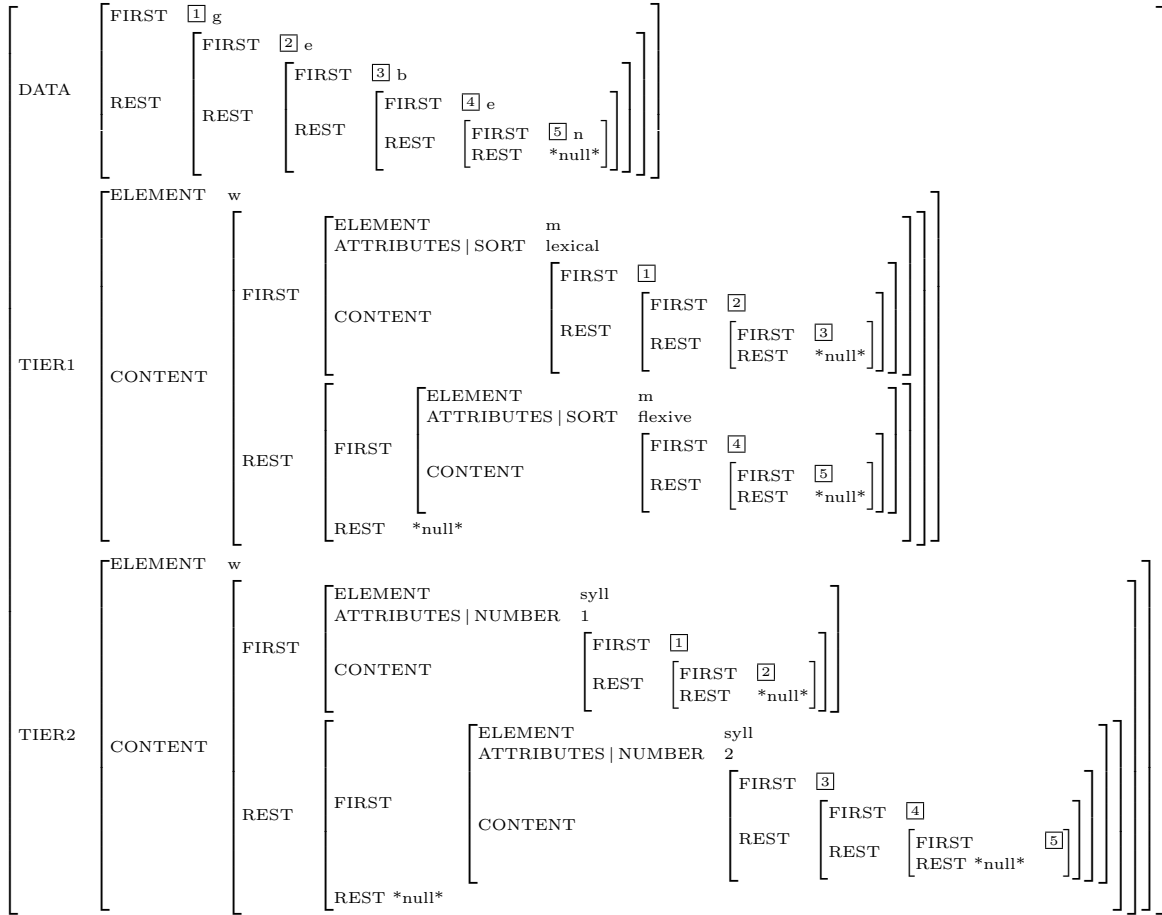 FIRST 1 g
FIRST 2 e
FIRST 3 b
DATA REST REST REST FIRST 4 e
REST FIRST 5 n
REST *null*
ELEMENT w
ELEMENT m
ATTRIBUTES | SORT lexical
FIRST 1
FIRST
FIRST 2
CONTENT REST REST FIRST 3
REST *null*
TIER1
CONTENT
ELEMENT m
ATTRIBUTES | SORT flexive
FIRST 4
REST FIRST
CONTENT REST FIRST 5
REST *null*
REST *null*
ELEMENT w
ELEMENT syll
ATTRIBUTES | NUMBER 1
FIRST 1
FIRST
CONTENT REST FIRST 2
REST *null*
TIER2
CONTENT
ELEMENT syll
ATTRIBUTES | NUMBER 2
FIRST 3
REST FIRST
FIRST 4
CONTENT REST REST FIRST 5
REST *null*
REST *null*